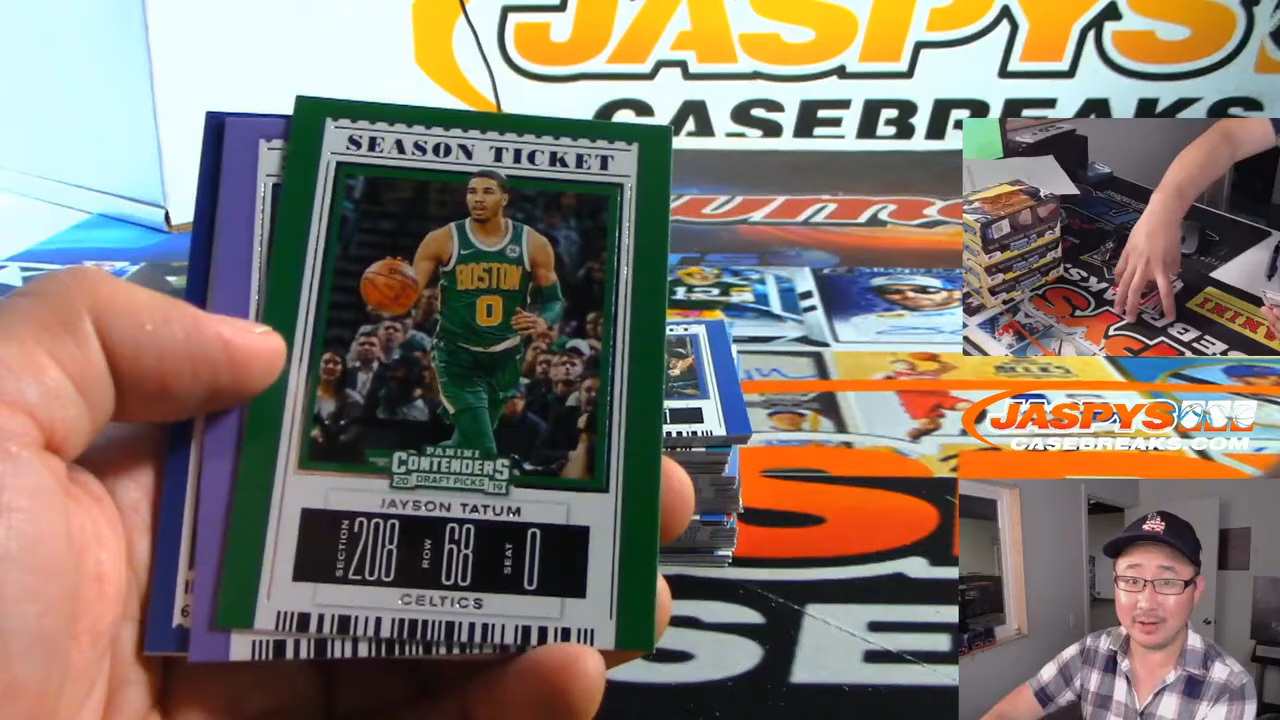 JASPYS
CASEBREAKS
SEASON TICKET
BOSTON
0
PANINI
CONTENDERS
20 DRAFT PICKS 19
JAYSON TATUM
SECTION 208 ROW 68 SEAT 0
CELTICS
12
PANINI
JASPYS
CASEBREAKS.COM